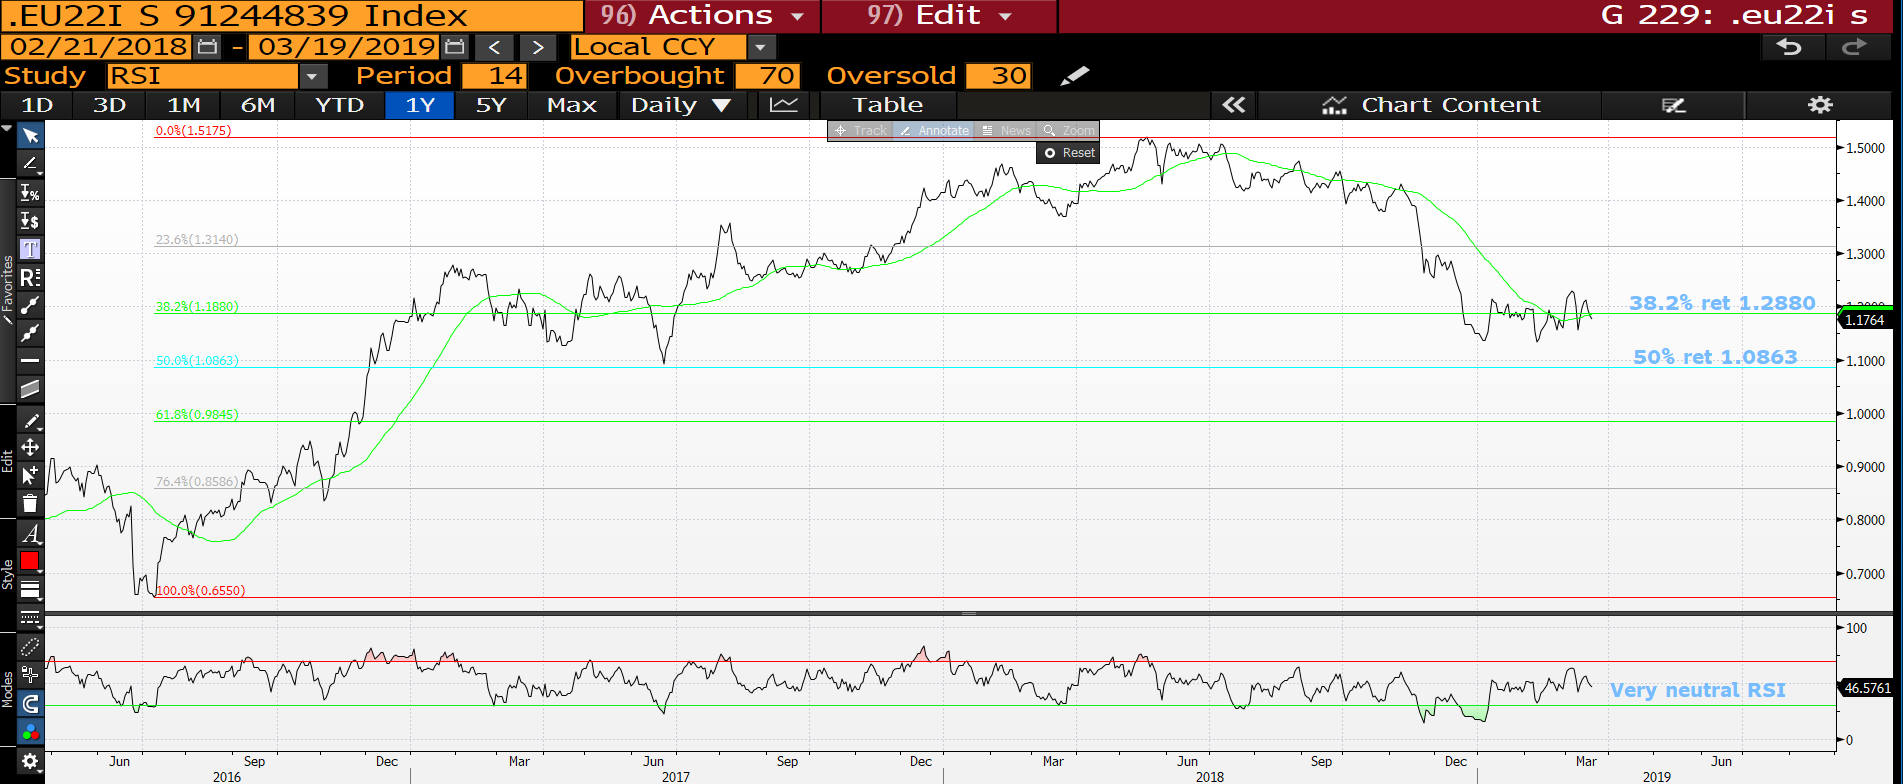 .EU22I S 91244839 Index 96) Actions 97) Edit G 229: .eu22i s
02/21/2018 - 03/19/2019 < > Local CCY
Study RSI Period 14 Overbought 70 Oversold 30
1D 3D 1M 6M YTD 1Y 5Y Max Daily Table Chart Content
Track Annotate News Zoom
Reset
0.0%(1.5175)
23.6%(1.3140)
38.2%(1.1880)
50.0%(1.0863)
61.8%(0.9845)
76.4%(0.8586)
100.0%(0.6550)
38.2% ret 1.2880
50% ret 1.0863
Very neutral RSI
1.5000
1.4000
1.3000
1.2000
1.1764
1.1000
1.0000
0.9000
0.8000
0.7000
100
46.5761
0
Favorites
Edit
Style
Modes
%
$
T
R
A
Jun Sep Dec Mar Jun Sep Dec Mar Jun Sep Dec Mar Jun
2016 2017 2018 2019